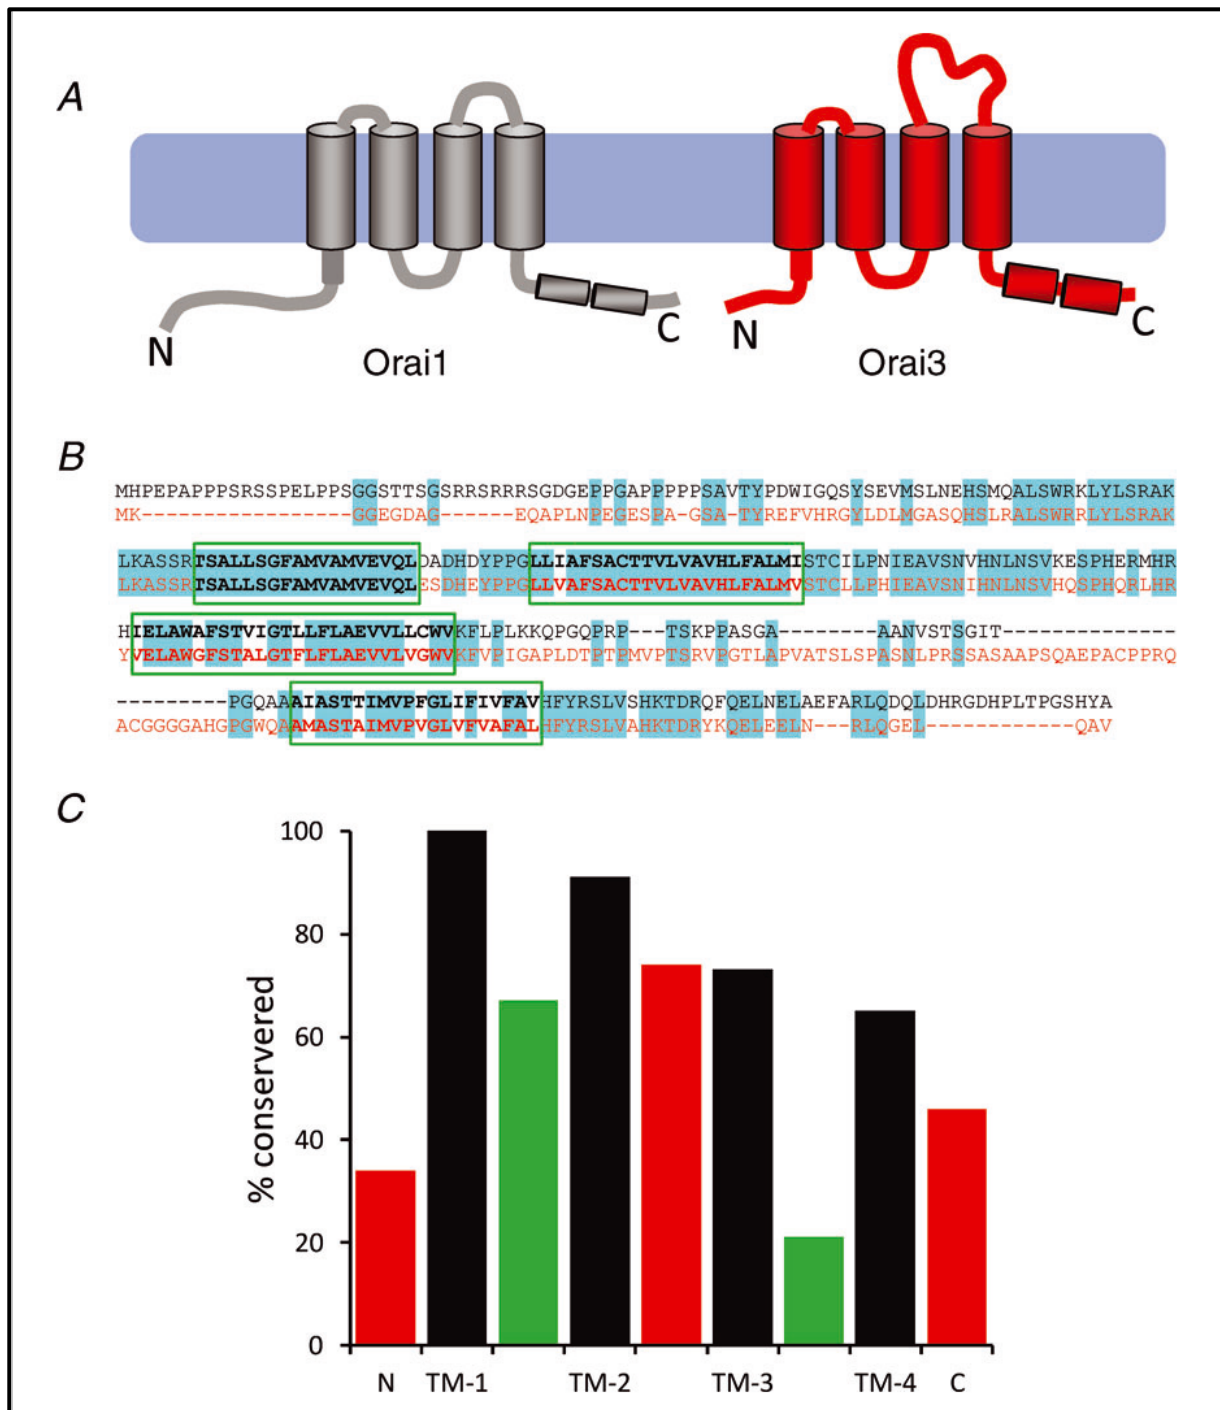 A
N
C
Orai1
N
C
Orai3
B
MHPEPAPPPSRSSPELPPSGGSTTSGSRRSRRRSGDGEPPGAPPPPPSAVTYPDWIGQSYSEVMSLNEHSMQALSWRKLYLSRAK
MK-----------------GGEGDAG-------EQAPLNPEGESPA-GSA-TYREFVHRGYLDLMGASQHSLRALSWRRLYLSRAK
LKASSRTSALLSGFAMVAMVEVQLDADHDYPPGLLIAFSACTTVLVAVHLFALMISTCILPNIEAVSNVHNLNSVKESPHERMHR
LKASSRTSALLSGFAMVAMVEVQLESDHEYPPGLLVAFSACTTVLVAVHLFALMVSTCLLPHIEAVSNIHNLNSVHQSPHQRLHR
HIELAWAFSTVIGTLLFLAEVVLLCWVKFLPLKKQPGQPRP---TSKPPASGA--------AANVSTSGIT--------------
YVELAWGFSTALGTFLFLAEVVLVGWVKFVPIGAPLDTPTPMVPTSRVPGTLAPVATSLSPASNLPRSSASAAPSQAEPACPPRQ
---------PGQAAAIASTTIMVPFGLIFIVFAVHFYRSLVSHKTDRQFQELNELAEFARLQDQLDHRGDHPLTPGSHYA
ACGGGGAHGPGWQAAMASTAIMVPVGLVFVAFALHFYRSLVAHKTDRYKQELEELN---RLQGEL------------QAV
C
% conservered
100
80
60
40
20
0
N TM-1 TM-2 TM-3 TM-4 C